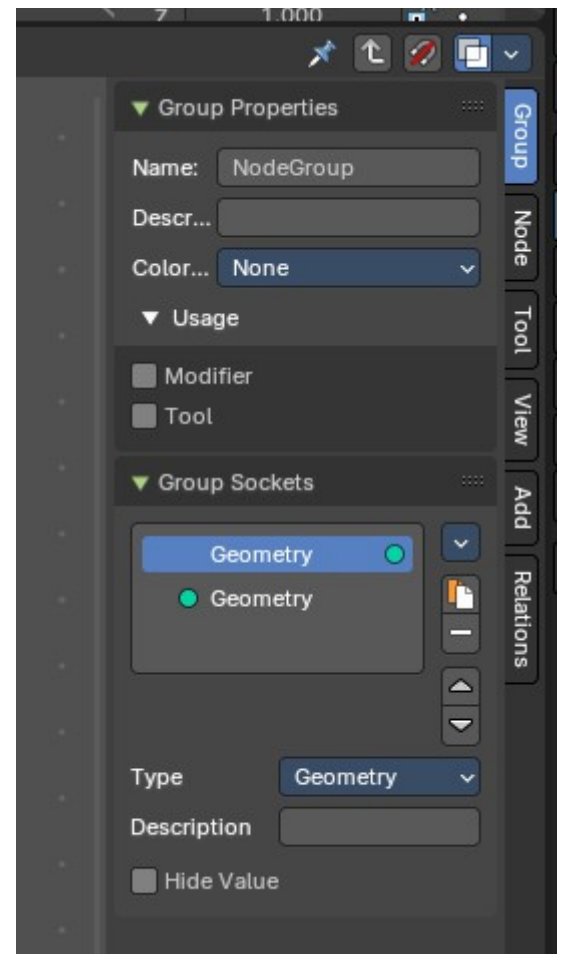 Z 1.000
Group Properties
Name: NodeGroup
Descr...
Color... None
Usage
Modifier
Tool
Group Sockets
Geometry
Geometry
Type Geometry
Description
Hide Value
Group
Node
Tool
View
Add
Relations